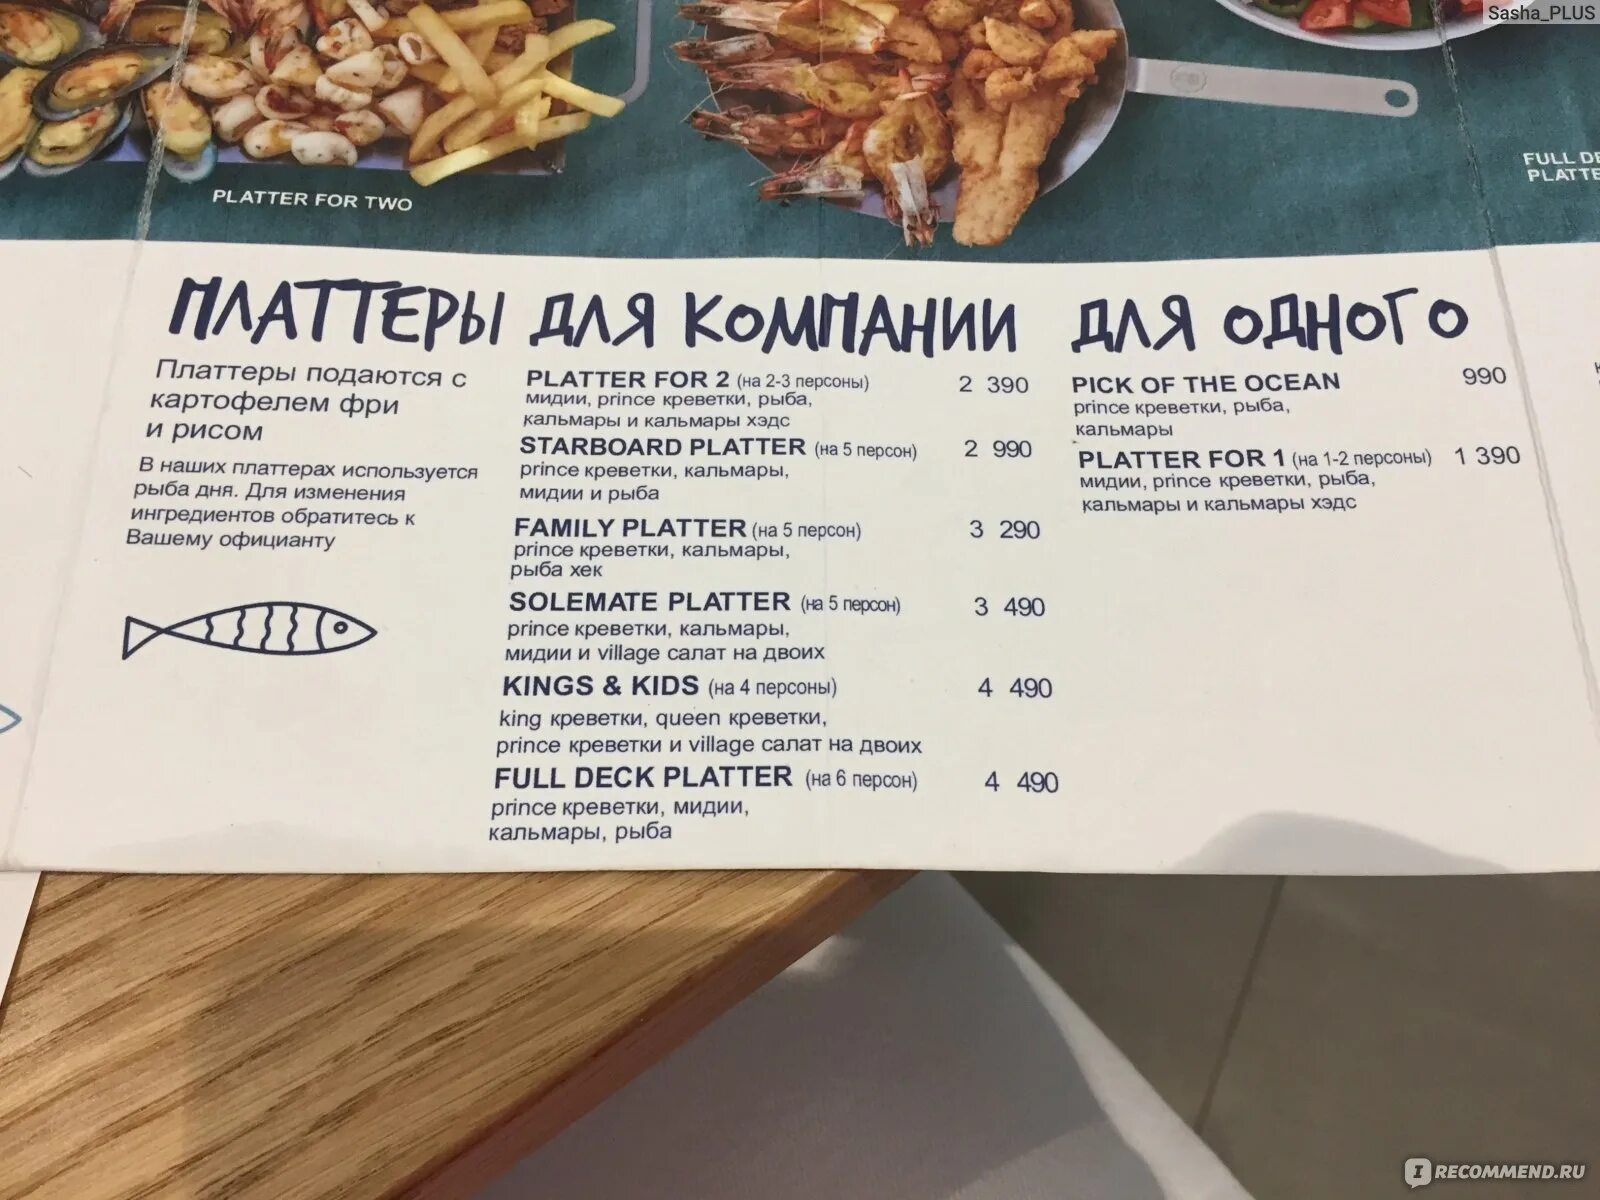 Sasha_PLUS
PLATTER FOR TWO
FULL
PLATTE
ПЛАТТЕРЫ ДЛЯ КОМПАНИИ
Платтеры подаются с
картофелем фри
и рисом
В наших платтерах используется
рыба дня. Для изменения
ингредиентов обратитесь к
Вашему официанту
PLATTER FOR 2 (на 2-3 персоны) 2 390
мидии, prince креветки, рыба,
кальмары и кальмары хэдс
STARBOARD PLATTER (на 5 персон) 2 990
prince креветки, кальмары,
мидии и рыба
FAMILY PLATTER (на 5 персон) 3 290
prince креветки, кальмары,
рыба хек
SOLEMATE PLATTER (на 5 персон) 3 490
prince креветки, кальмары,
мидии и village салат на двоих
KINGS & KIDS (на 4 персоны) 4 490
king креветки, queen креветки,
prince креветки и village салат на двоих
FULL DECK PLATTER (на 6 персон) 4 490
prince креветки, мидии,
кальмары, рыба
ДЛЯ ОДНОГО
PICK OF THE OCEAN 990
prince креветки, рыба,
кальмары
PLATTER FOR 1 (на 1-2 персоны) 1 390
мидии, prince креветки, рыба,
кальмары и кальмары хэдс
IRECOMMEND.RU